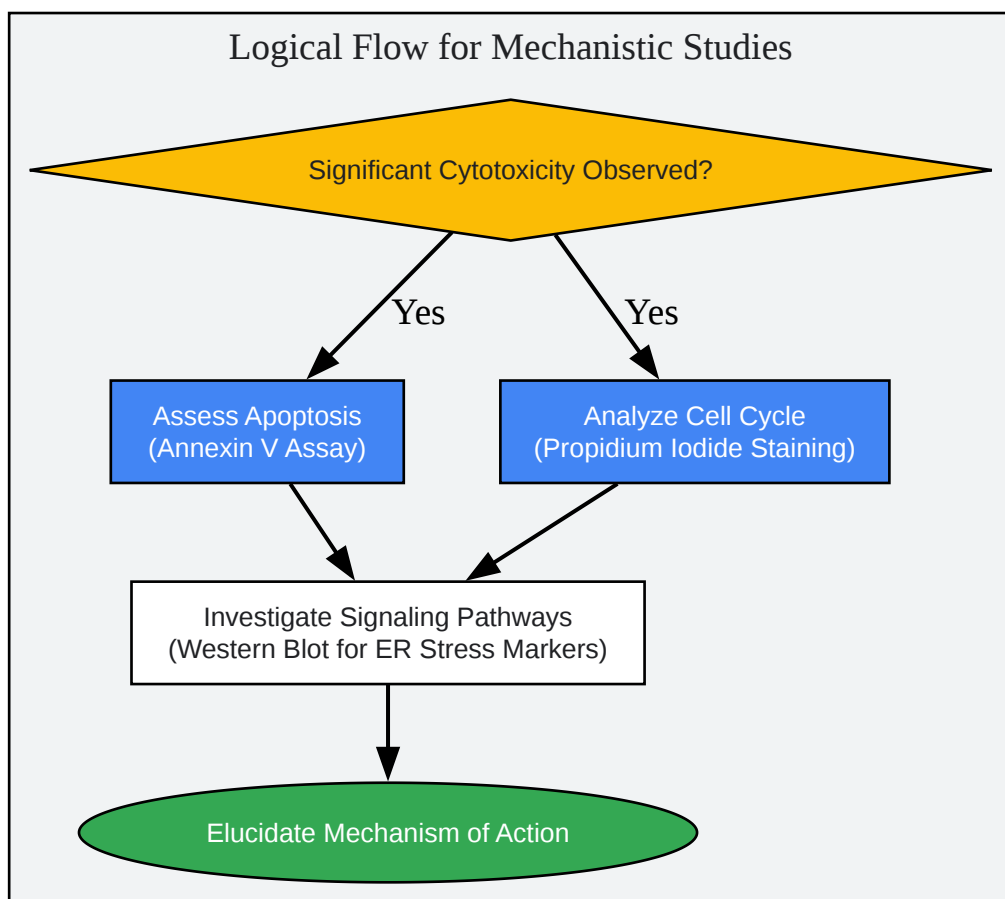 Logical Flow for Mechanistic Studies
Significant Cytotoxicity Observed?
Yes
Yes
Assess Apoptosis
(Annexin V Assay)
Analyze Cell Cycle
(Propidium Iodide Staining)
Investigate Signaling Pathways
(Western Blot for ER Stress Markers)
Elucidate Mechanism of Action